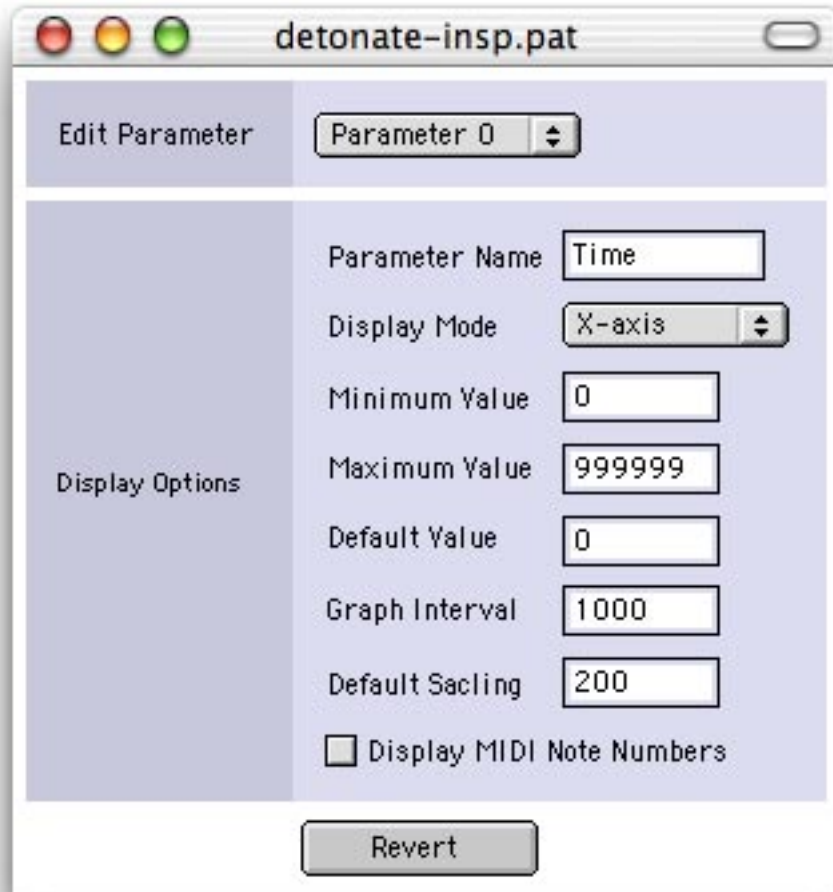 detonate-insp.pat
Edit Parameter Parameter 0
Display Options
Parameter Name Time
Display Mode X-axis
Minimum Value 0
Maximum Value 999999
Default Value 0
Graph Interval 1000
Default Sacling 200
Display MIDI Note Numbers
Revert